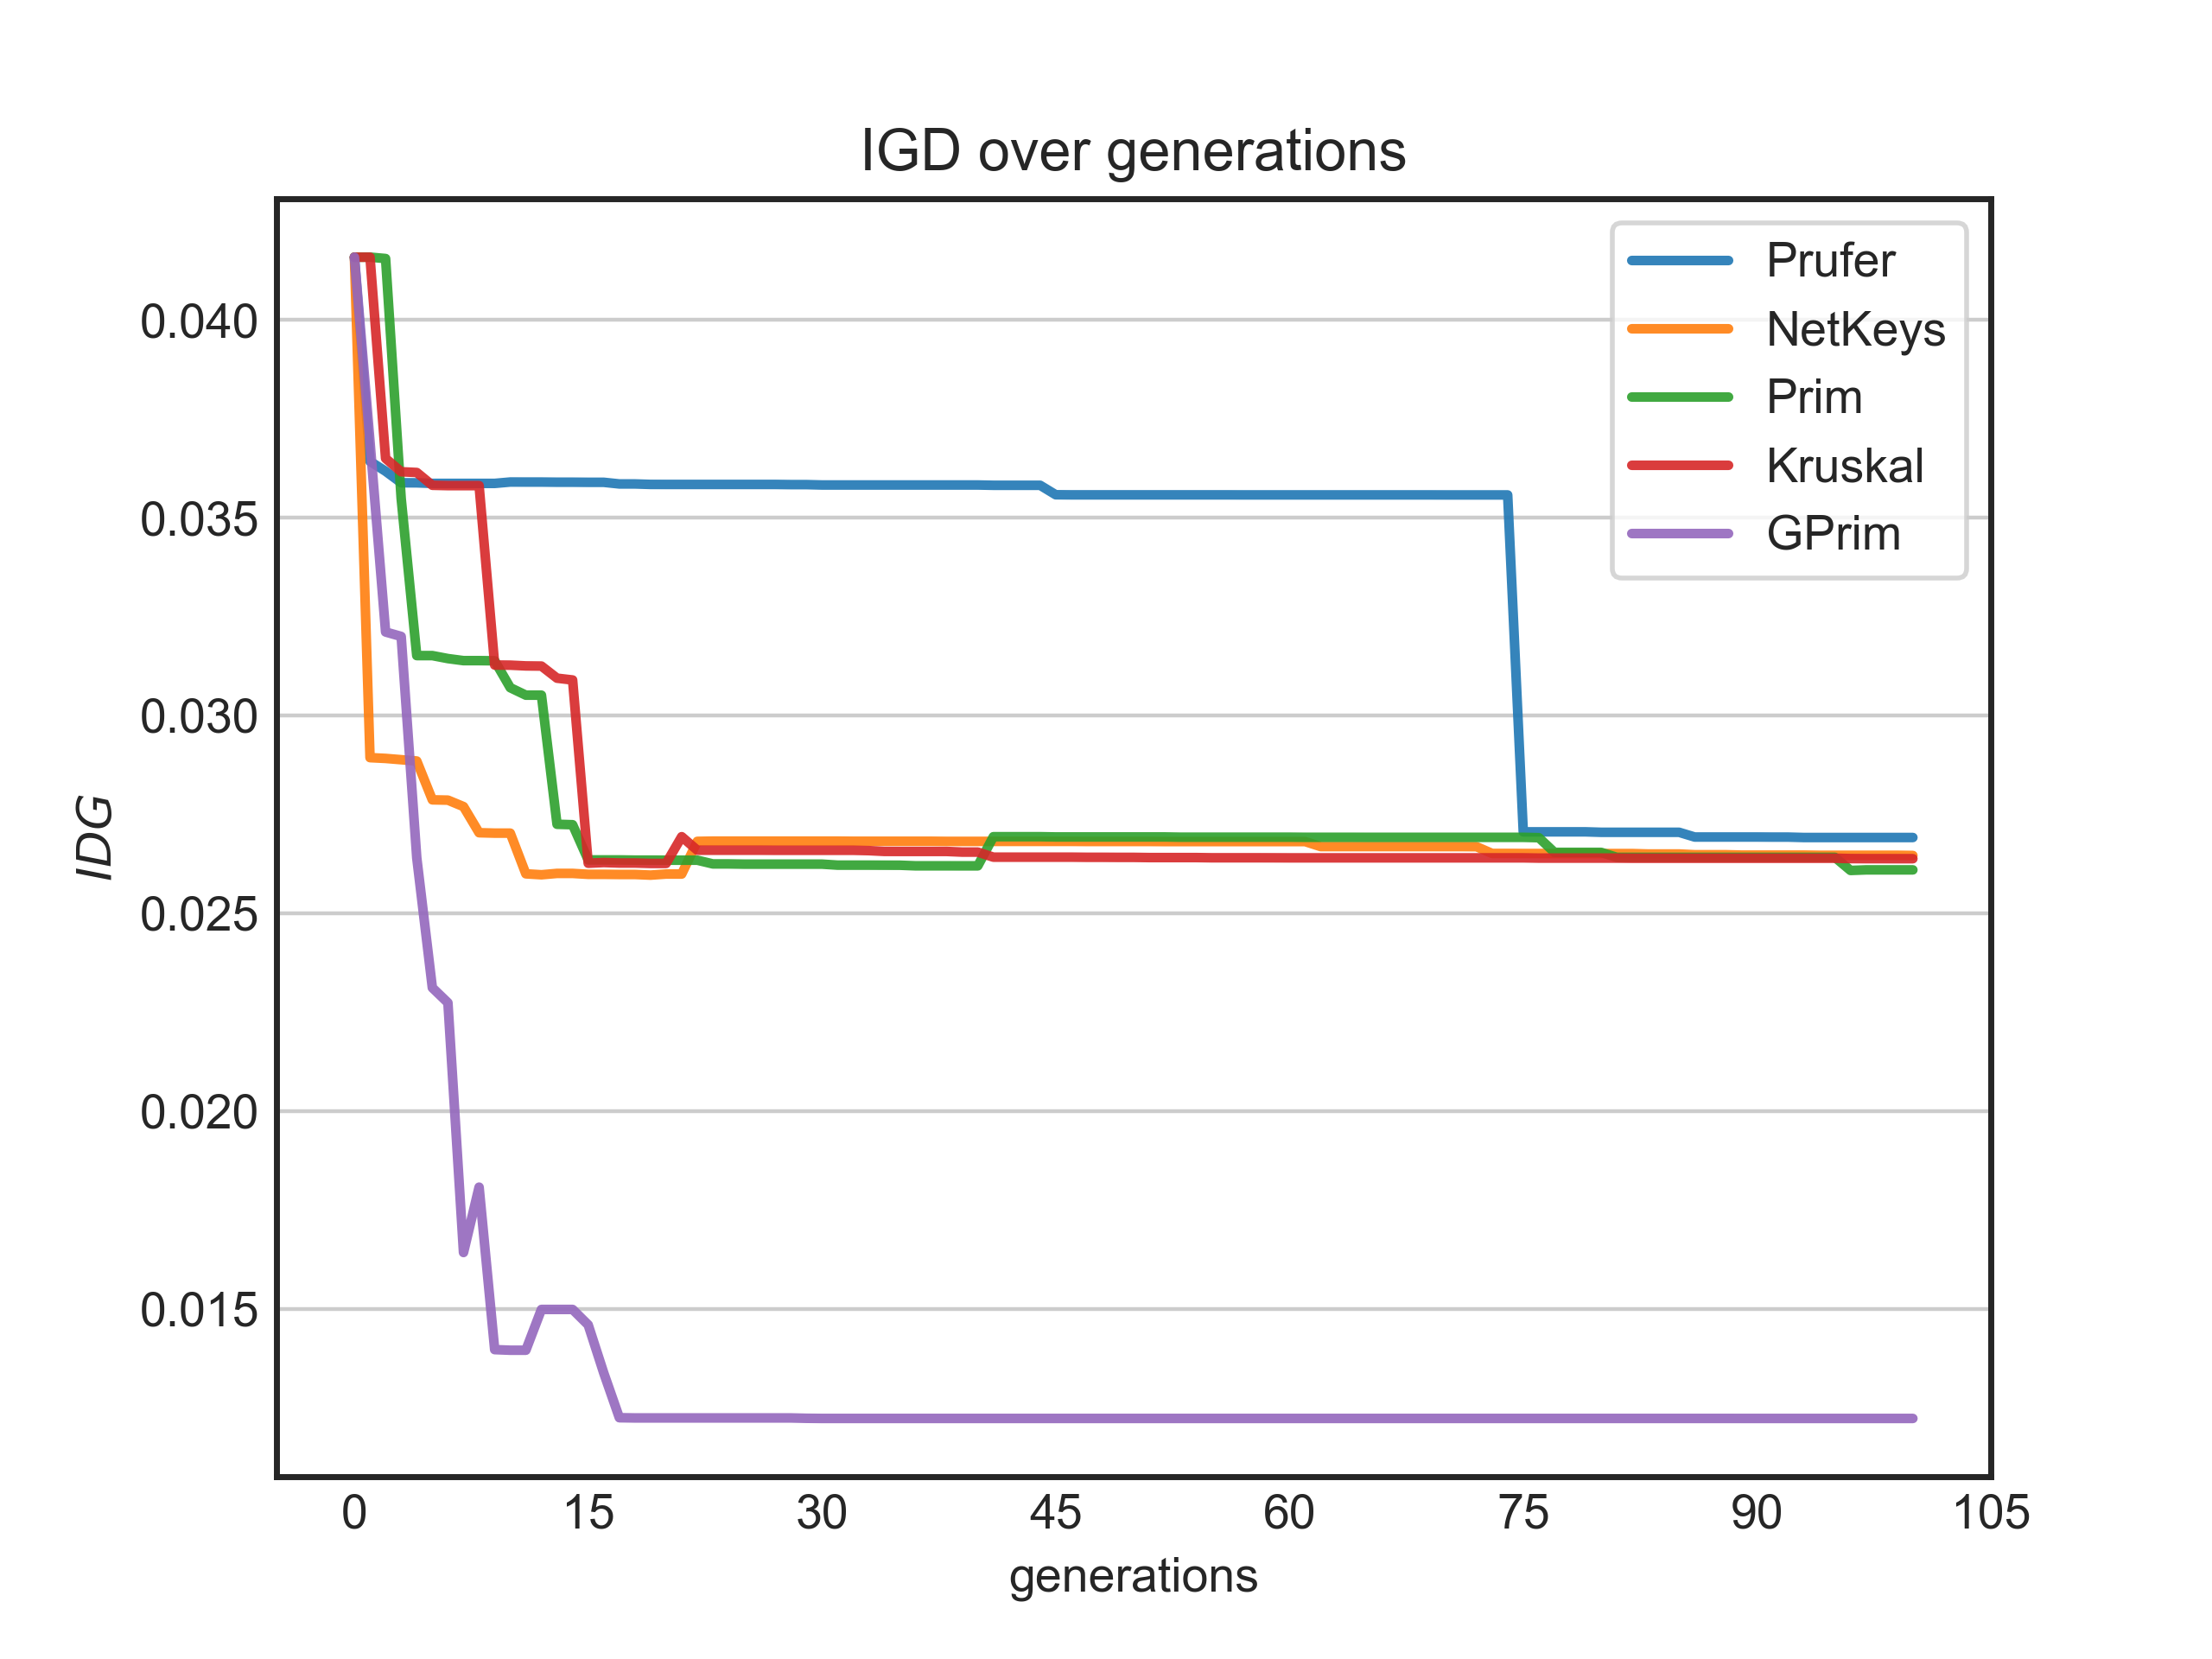 IGD over generations
Prufer
NetKeys
Prim
Kruskal
GPrim
0.040
0.035
0.030
0.025
0.020
0.015
IDG
0 15 30 45 60 75 90 105
generations